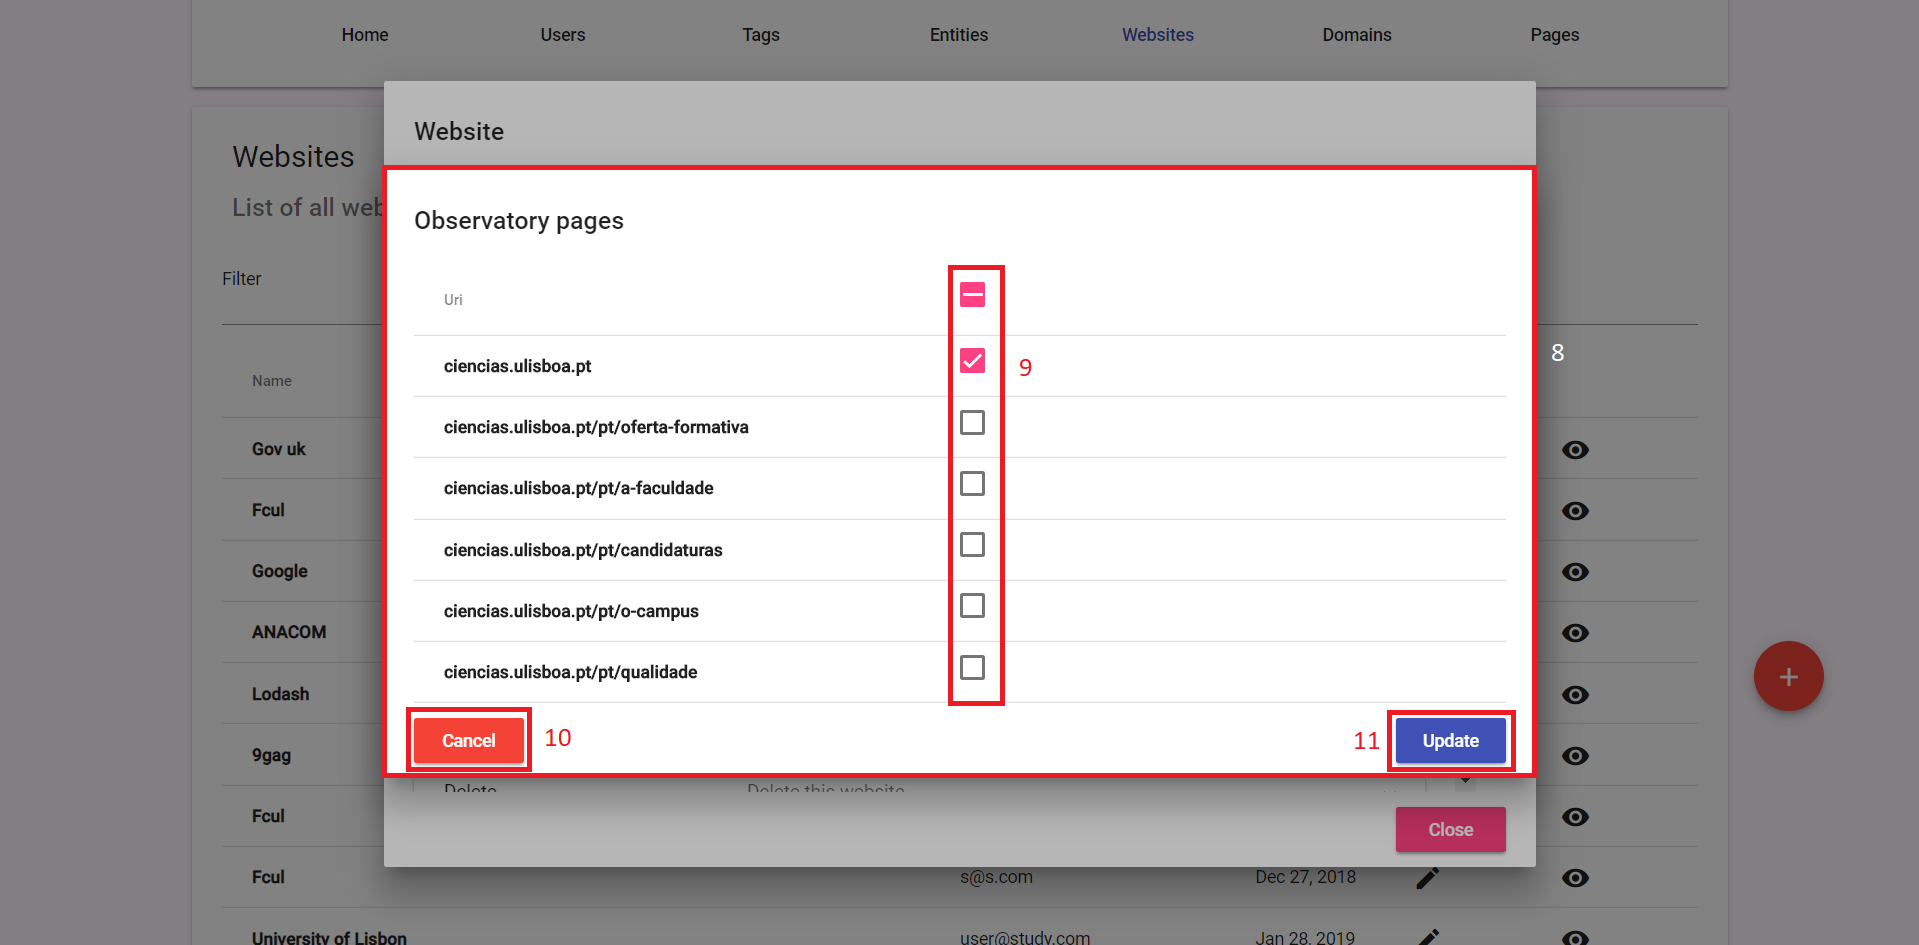 Home Users Tags Entities Websites Domains Pages
Website
Websites
List of all web
Observatory pages
Filter
Uri
Name
8
ciencias.ulisboa.pt 9
ciencias.ulisboa.pt/pt/oferta-formativa
Gov uk
ciencias.ulisboa.pt/pt/a-faculdade
Fcul
ciencias.ulisboa.pt/pt/candidaturas
Google
ciencias.ulisboa.pt/pt/o-campus
ANACOM
ciencias.ulisboa.pt/pt/qualidade
Lodash
Cancel 10 11 Update
9gag
Delete Delete this website
Fcul
Close
Fcul s@s.com Dec 27, 2018
University of Lisbon user@study.com Jan 28, 2019